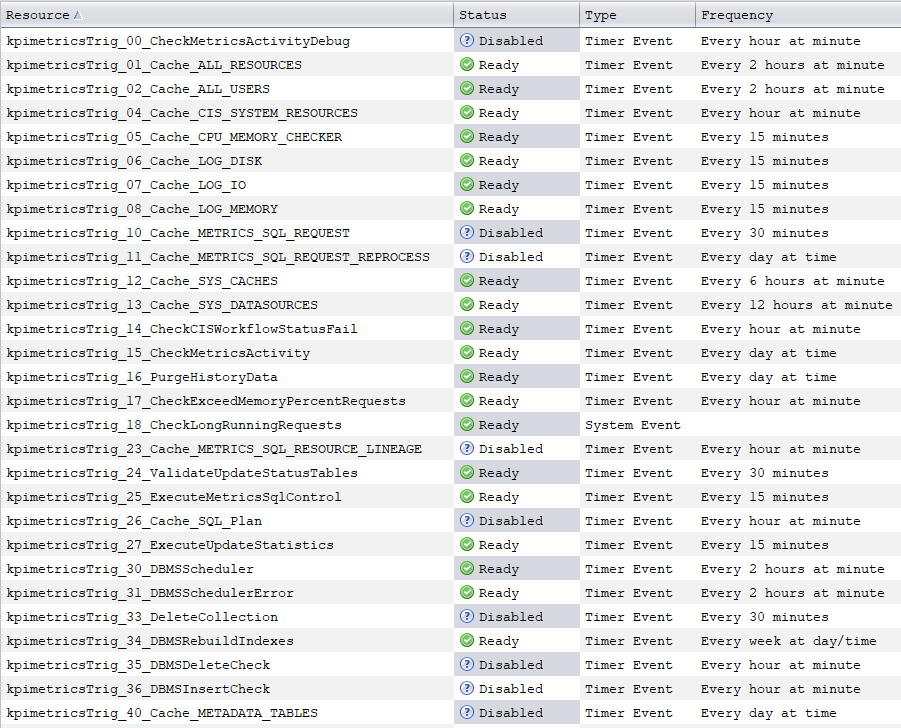 Resource Status Type Frequency
kpimetricsTrig_00_CheckMetricsActivityDebug Disabled Timer Event Every hour at minute
kpimetricsTrig_01_Cache_ALL_RESOURCES Ready Timer Event Every 2 hours at minute
kpimetricsTrig_02_Cache_ALL_USERS Ready Timer Event Every 2 hours at minute
kpimetricsTrig_04_Cache_CIS_SYSTEM_RESOURCES Ready Timer Event Every hour at minute
kpimetricsTrig_05_Cache_CPU_MEMORY_CHECKER Ready Timer Event Every 15 minutes
kpimetricsTrig_06_Cache_LOG_DISK Ready Timer Event Every 15 minutes
kpimetricsTrig_07_Cache_LOG_IO Ready Timer Event Every 15 minutes
kpimetricsTrig_08_Cache_LOG_MEMORY Ready Timer Event Every 15 minutes
kpimetricsTrig_10_Cache_METRICS_SQL_REQUEST Disabled Timer Event Every 30 minutes
kpimetricsTrig_11_Cache_METRICS_SQL_REQUEST_REPROCESS Disabled Timer Event Every day at time
kpimetricsTrig_12_Cache_SYS_CACHES Ready Timer Event Every 6 hours at minute
kpimetricsTrig_13_Cache_SYS_DATASOURCES Ready Timer Event Every 12 hours at minute
kpimetricsTrig_14_CheckCISWorkflowStatusFail Ready Timer Event Every hour at minute
kpimetricsTrig_15_CheckMetricsActivity Ready Timer Event Every day at time
kpimetricsTrig_16_PurgeHistoryData Ready Timer Event Every day at time
kpimetricsTrig_17_CheckExceedMemoryPercentRequests Ready Timer Event Every hour at minute
kpimetricsTrig_18_CheckLongRunningRequests Ready System Event
kpimetricsTrig_23_Cache_METRICS_SQL_RESOURCE_LINEAGE Disabled Timer Event Every hour at minute
kpimetricsTrig_24_ValidateUpdateStatusTables Ready Timer Event Every 30 minutes
kpimetricsTrig_25_ExecuteMetricsSqlControl Ready Timer Event Every 15 minutes
kpimetricsTrig_26_Cache_SQL_Plan Disabled Timer Event Every hour at minute
kpimetricsTrig_27_ExecuteUpdateStatistics Ready Timer Event Every 15 minutes
kpimetricsTrig_30_DBMSScheduler Ready Timer Event Every 2 hours at minute
kpimetricsTrig_31_DBMSSchedulerError Ready Timer Event Every 2 hours at minute
kpimetricsTrig_33_DeleteCollection Disabled Timer Event Every 30 minutes
kpimetricsTrig_34_DBMSRebuildIndexes Ready Timer Event Every week at day/time
kpimetricsTrig_35_DBMSDeleteCheck Disabled Timer Event Every hour at minute
kpimetricsTrig_36_DBMSInsertCheck Disabled Timer Event Every hour at minute
kpimetricsTrig_40_Cache_METADATA_TABLES Disabled Timer Event Every day at time